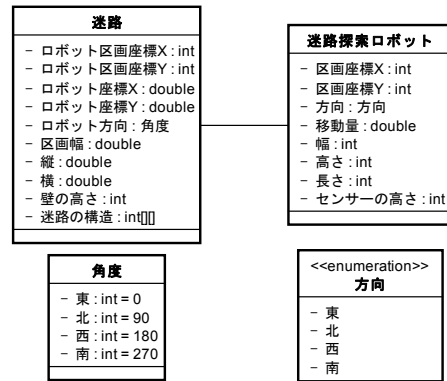 迷路
- ロボット区画座標X : int
- ロボット区画座標Y : int
- ロボット座標X : double
- ロボット座標Y : double
- ロボット方向 : 角度
- 区画幅 : double
- 縦 : double
- 横 : double
- 壁の高さ : int
- 迷路の構造 : int[][]
迷路探索ロボット
- 区画座標X : int
- 区画座標Y : int
- 方向 : 方向
- 移動量 : double
- 幅 : int
- 高さ : int
- 長さ : int
- センサーの高さ : int
角度
- 東 : int = 0
- 北 : int = 90
- 西 : int = 180
- 南 : int = 270
<<enumeration>>
方向
- 東
- 北
- 西
- 南